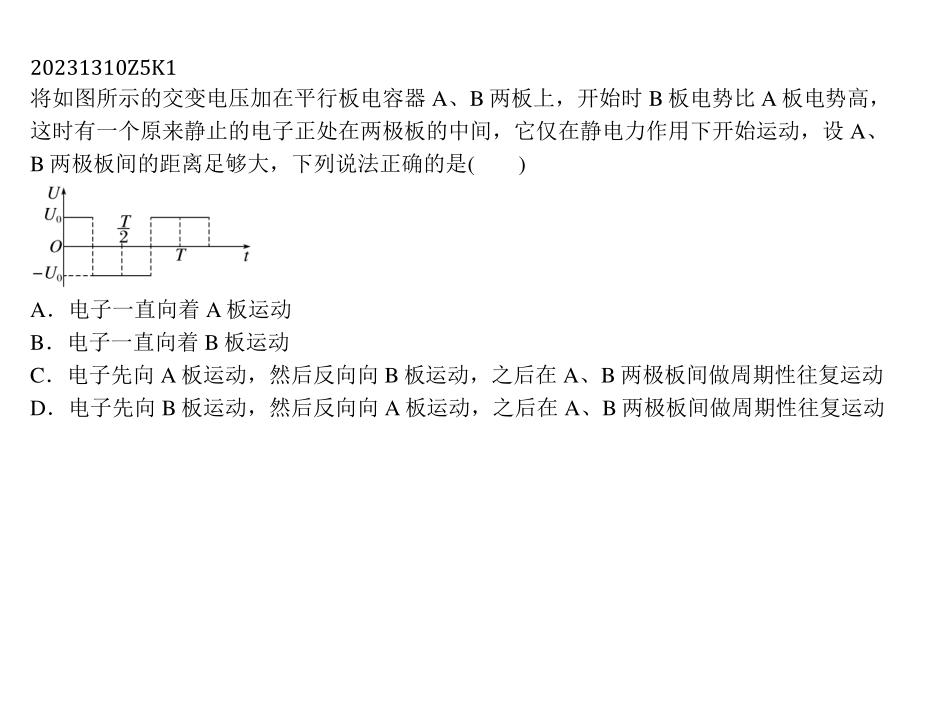 20231310Z5K1
将如图所示的交变电压加在平行板电容器 A、B 两板上，开始时 B 板电势比 A 板电势高，
这时有一个原来静止的电子正处在两极板的中间，它仅在静电力作用下开始运动，设 A、
B 两极板间的距离足够大，下列说法正确的是(　　)
U
U₀
T/2
O
T
t
−U₀
A．电子一直向着 A 板运动
B．电子一直向着 B 板运动
C．电子先向 A 板运动，然后反向向 B 板运动，之后在 A、B 两极板间做周期性往复运动
D．电子先向 B 板运动，然后反向向 A 板运动，之后在 A、B 两极板间做周期性往复运动